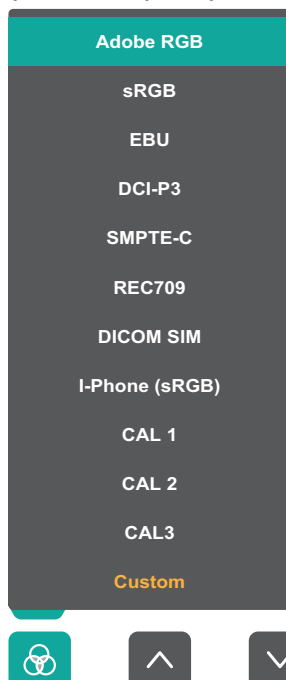 Adobe RGB
sRGB
EBU
DCI-P3
SMPTE-C
REC709
DICOM SIM
I-Phone (sRGB)
CAL 1
CAL 2
CAL3
Custom